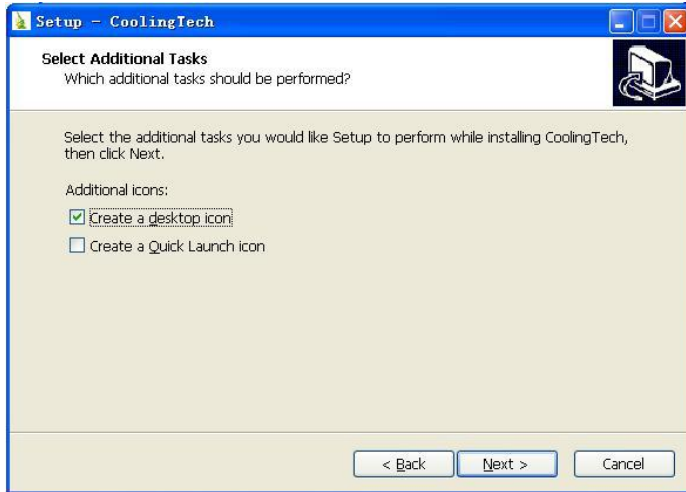 Setup - CoolingTech
Select Additional Tasks
Which additional tasks should be performed?
Select the additional tasks you would like Setup to perform while installing CoolingTech,
then click Next.
Additional icons:
Create a desktop icon
Create a Quick Launch icon
< Back
Next >
Cancel